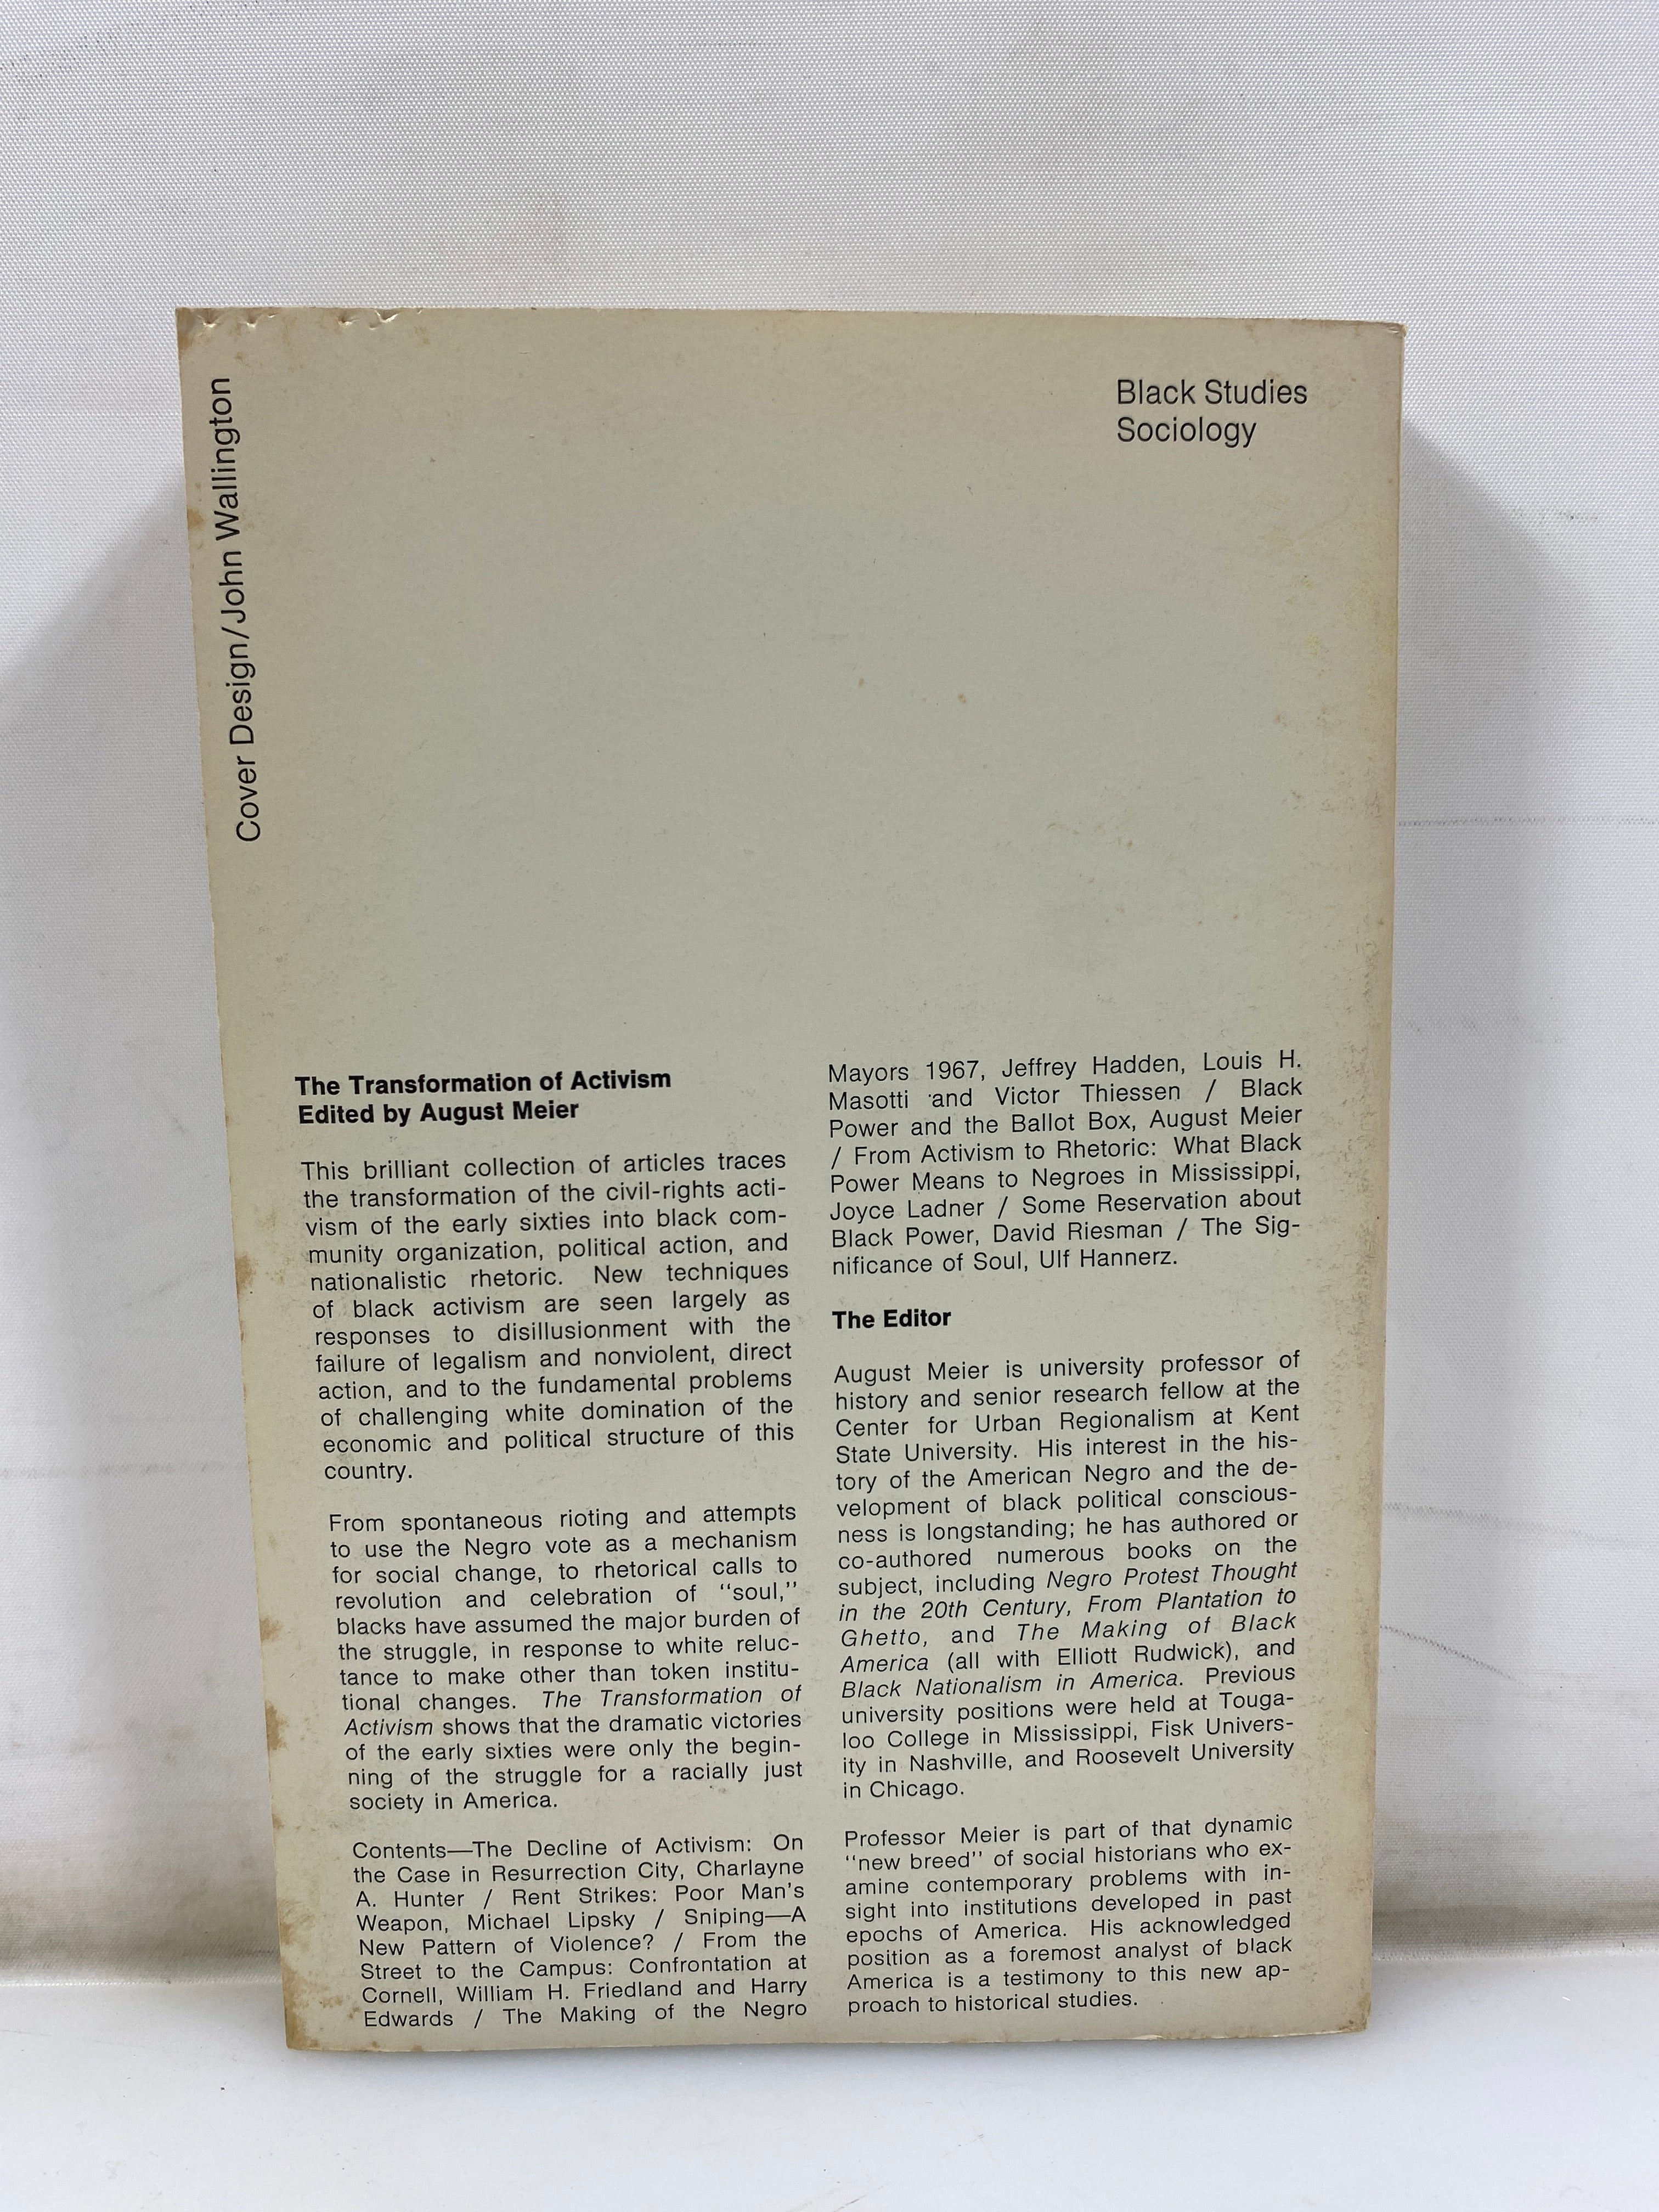 Cover Design/John Wallington
Black Studies
Sociology
The Transformation of Activism
Edited by August Meier
This brilliant collection of articles traces
the transformation of the civil-rights acti-
vism of the early sixties into black com-
munity organization, political action, and
nationalistic rhetoric. New techniques
of black activism are seen largely as
responses to disillusionment with the
failure of legalism and nonviolent, direct
action, and to the fundamental problems
of challenging white domination of the
economic and political structure of this
country.
From spontaneous rioting and attempts
to use the Negro vote as a mechanism
for social change, to rhetorical calls to
revolution and celebration of "soul,"
blacks have assumed the major burden of
the struggle, in response to white reluc-
tance to make other than token institu-
tional changes. The Transformation of
Activism shows that the dramatic victories
of the early sixties were only the begin-
ning of the struggle for a racially just
society in America.
Contents—The Decline of Activism: On
the Case in Resurrection City, Charlayne
A. Hunter / Rent Strikes: Poor Man's
Weapon, Michael Lipsky / Sniping—A
New Pattern of Violence? / From the
Street to the Campus: Confrontation at
Cornell, William H. Friedland and Harry
Edwards / The Making of the Negro
Mayors 1967, Jeffrey Hadden, Louis H.
Masotti and Victor Thiessen / Black
Power and the Ballot Box, August Meier
/ From Activism to Rhetoric: What Black
Power Means to Negroes in Mississippi,
Joyce Ladner / Some Reservation about
Black Power, David Riesman / The Sig-
nificance of Soul, Ulf Hannerz.
The Editor
August Meier is university professor of
history and senior research fellow at the
Center for Urban Regionalism at Kent
State University. His interest in the his-
tory of the American Negro and the de-
velopment of black political conscious-
ness is longstanding; he has authored or
co-authored numerous books on the
subject, including Negro Protest Thought
in the 20th Century, From Plantation to
Ghetto, and The Making of Black
America (all with Elliott Rudwick), and
Black Nationalism in America. Previous
university positions were held at Touga-
loo College in Mississippi, Fisk Univers-
ity in Nashville, and Roosevelt University
in Chicago.
Professor Meier is part of that dynamic
"new breed" of social historians who ex-
amine contemporary problems with in-
sight into institutions developed in past
epochs of America. His acknowledged
position as a foremost analyst of black
America is a testimony to this new ap-
proach to historical studies.